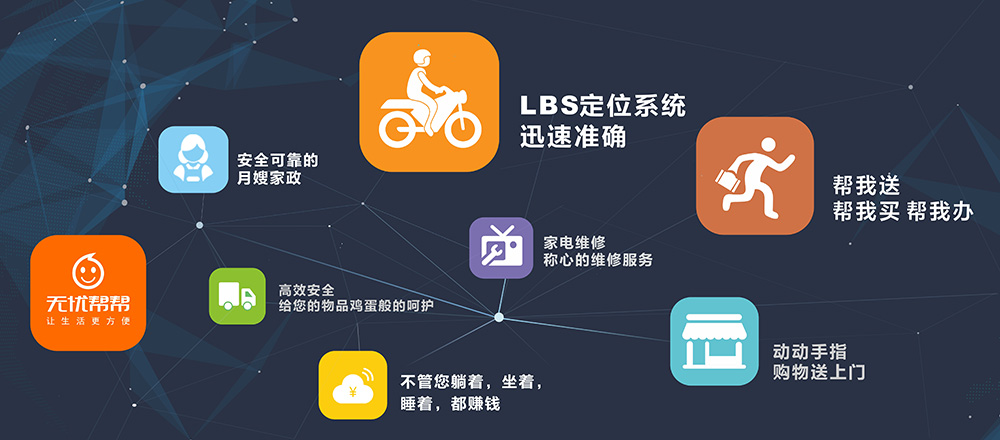 LBS定位系统
迅速准确
安全可靠的
月嫂家政
帮我送
帮我买 帮我办
家电维修
称心的维修服务
无忧帮帮
让生活更方便
高效安全
给您的物品鸡蛋般的呵护
动动手指
购物送上门
¥
不管您躺着，坐着，
睡着，都赚钱